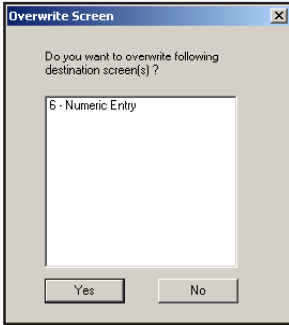 Overwrite Screen
Do you want to overwrite following
destination screen(s) ?
6 - Numeric Entry
Yes No